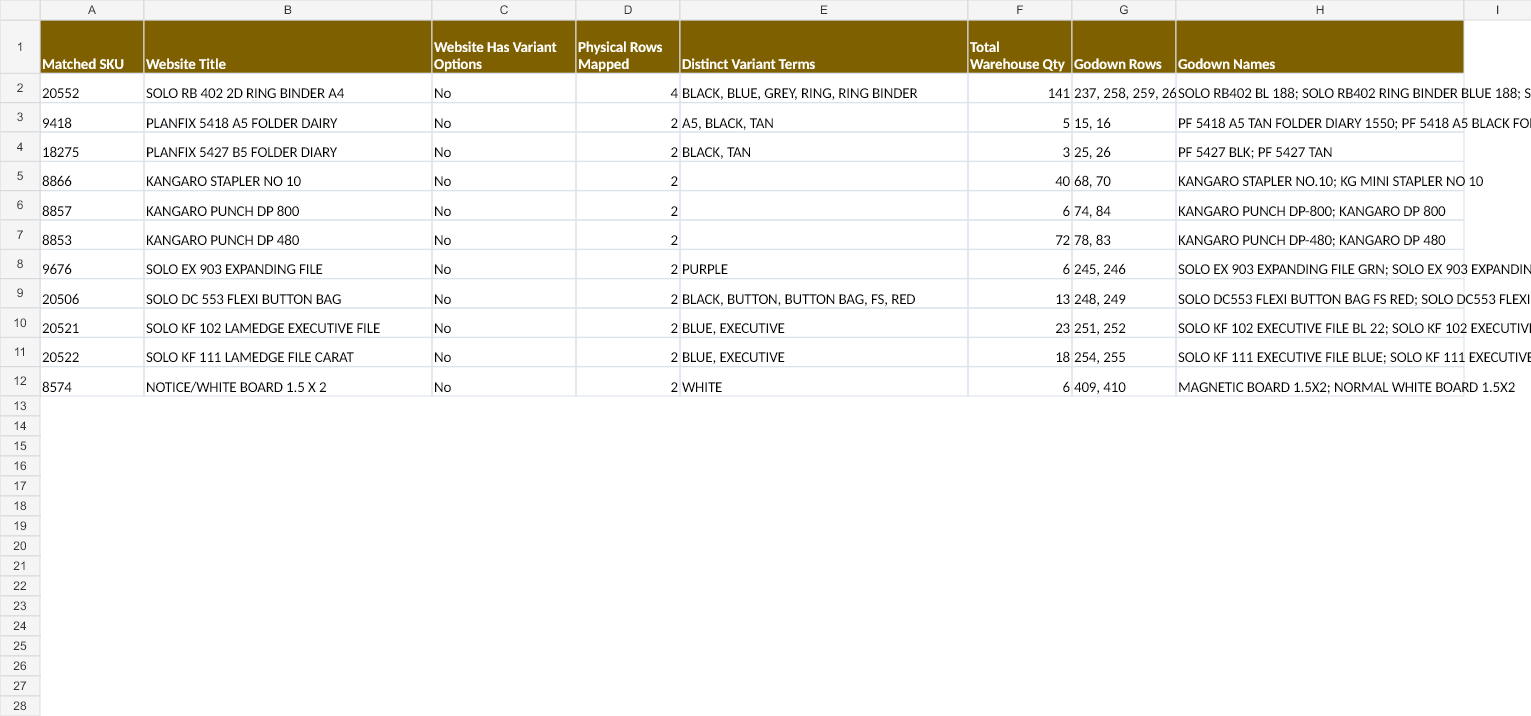 A B C D E F G H I
1 Matched SKU Website Title Website Has Variant Options Physical Rows Mapped Distinct Variant Terms Total Warehouse Qty Godown Rows Godown Names
2 20552 SOLO RB 402 2D RING BINDER A4 No 4 BLACK, BLUE, GREY, RING, RING BINDER 141 237, 258, 259, 26 SOLO RB402 BL 188; SOLO RB402 RING BINDER BLUE 188; S
3 9418 PLANFIX 5418 A5 FOLDER DAIRY No 2 A5, BLACK, TAN 5 15, 16 PF 5418 A5 TAN FOLDER DIARY 1550; PF 5418 A5 BLACK FO
4 18275 PLANFIX 5427 B5 FOLDER DIARY No 2 BLACK, TAN 3 25, 26 PF 5427 BLK; PF 5427 TAN
5 8866 KANGARO STAPLER NO 10 No 2 40 68, 70 KANGARO STAPLER NO.10; KG MINI STAPLER NO 10
6 8857 KANGARO PUNCH DP 800 No 2 6 74, 84 KANGARO PUNCH DP-800; KANGARO DP 800
7 8853 KANGARO PUNCH DP 480 No 2 72 78, 83 KANGARO PUNCH DP-480; KANGARO DP 480
8 9676 SOLO EX 903 EXPANDING FILE No 2 PURPLE 6 245, 246 SOLO EX 903 EXPANDING FILE GRN; SOLO EX 903 EXPANDIN
9 20506 SOLO DC 553 FLEXI BUTTON BAG No 2 BLACK, BUTTON, BUTTON BAG, FS, RED 13 248, 249 SOLO DC553 FLEXI BUTTON BAG FS RED; SOLO DC553 FLEXI
10 20521 SOLO KF 102 LAMEDGE EXECUTIVE FILE No 2 BLUE, EXECUTIVE 23 251, 252 SOLO KF 102 EXECUTIVE FILE BL 22; SOLO KF 102 EXECUTIV
11 20522 SOLO KF 111 LAMEDGE FILE CARAT No 2 BLUE, EXECUTIVE 18 254, 255 SOLO KF 111 EXECUTIVE FILE BLUE; SOLO KF 111 EXECUTIVE
12 8574 NOTICE/WHITE BOARD 1.5 X 2 No 2 WHITE 6 409, 410 MAGNETIC BOARD 1.5X2; NORMAL WHITE BOARD 1.5X2
13
14
15
16
17
18
19
20
21
22
23
24
25
26
27
28